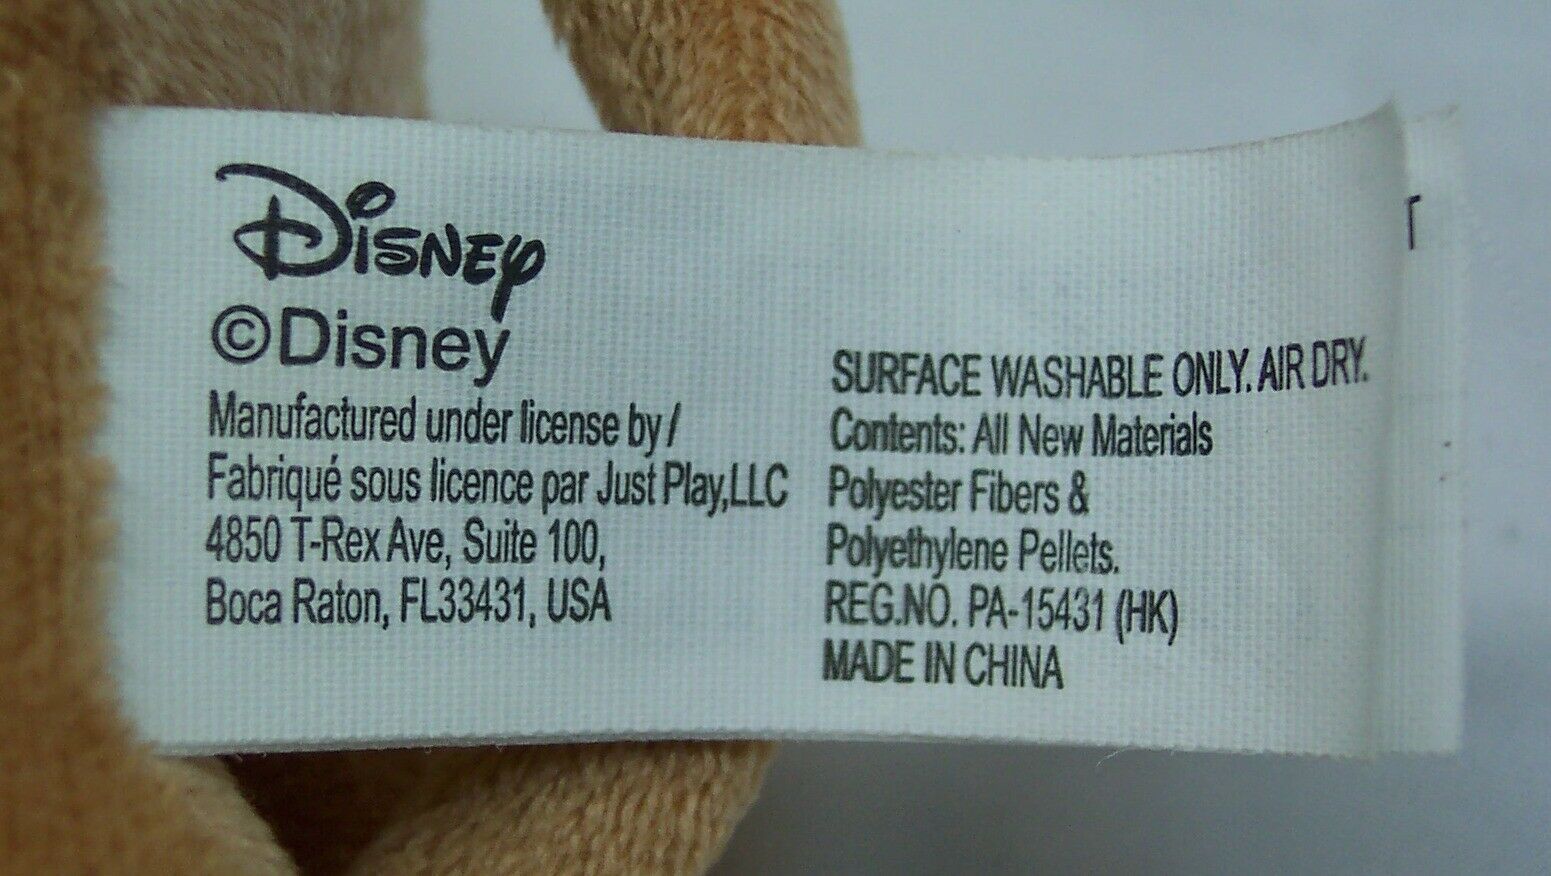 Disney
©Disney
Manufactured under license by /
Fabriqué sous licence par Just Play,LLC
4850 T-Rex Ave, Suite 100,
Boca Raton, FL33431, USA
SURFACE WASHABLE ONLY. AIR DRY.
Contents: All New Materials
Polyester Fibers &
Polyethylene Pellets.
REG.NO. PA-15431 (HK)
MADE IN CHINA